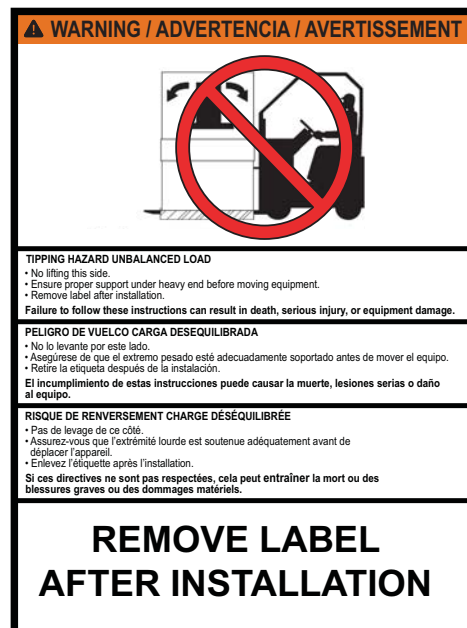 WARNING / ADVERTENCIA / AVERTISSEMENT
TIPPING HAZARD UNBALANCED LOAD
• No lifting this side.
• Ensure proper support under heavy end before moving equipment.
• Remove label after installation.
Failure to follow these instructions can result in death, serious injury, or equipment damage.
PELIGRO DE VUELCO CARGA DESEQUILIBRADA
• No lo levante por este lado.
• Asegúrese de que el extremo pesado esté adecuadamente soportado antes de mover el equipo.
• Retire la etiqueta después de la instalación.
El incumplimiento de estas instrucciones puede causar la muerte, lesiones serias o daño
al equipo.
RISQUE DE RENVERSEMENT CHARGE DÉSÉQUILIBRÉE
• Pas de levage de ce côté.
• Assurez-vous que l'extrémité lourde est soutenue adéquatement avant de
déplacer l'appareil.
• Enlevez l'étiquette après l'installation.
Si ces directives ne sont pas respectées, cela peut entraîner la mort ou des
blessures graves ou des dommages matériels.
REMOVE LABEL
AFTER INSTALLATION